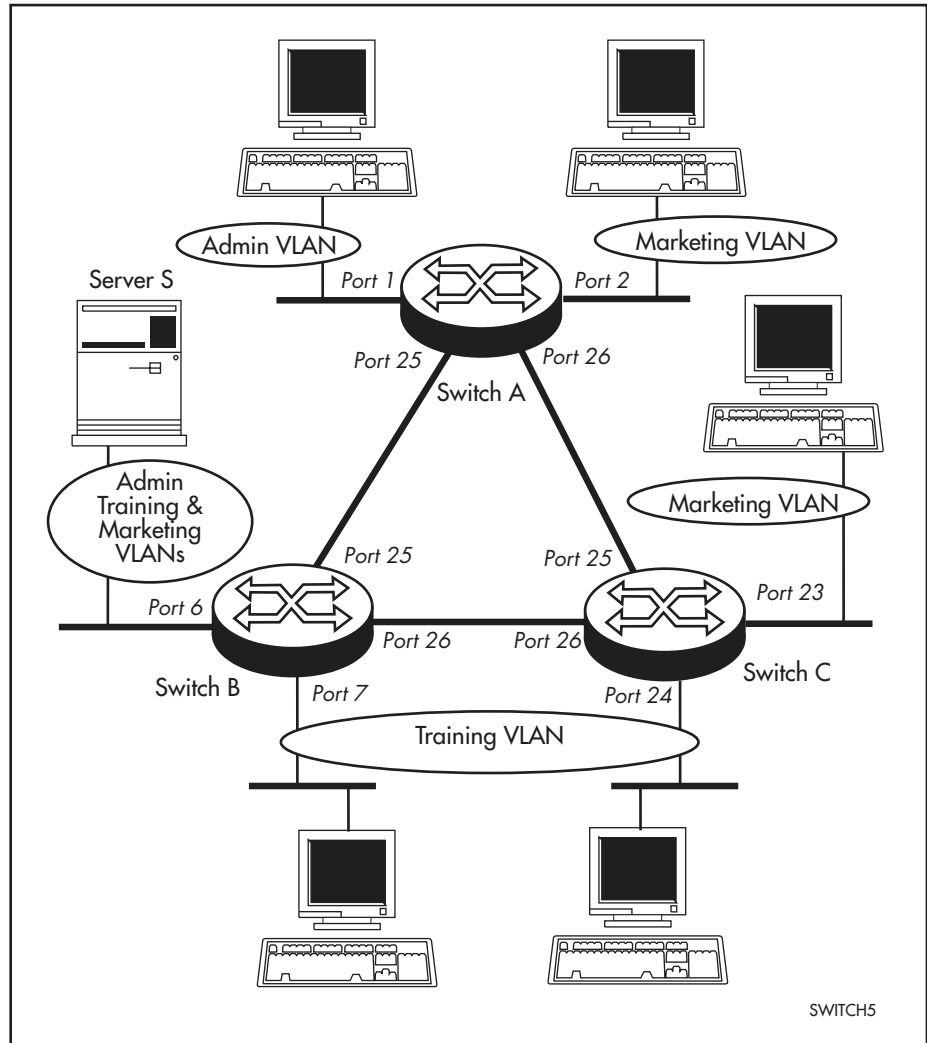 Admin VLAN
Marketing VLAN
Server S
Port 1
Port 2
Port 25
Port 26
Switch A
Admin
Training &
Marketing
VLANs
Marketing VLAN
Port 25
Port 25
Port 6
Port 23
Port 26
Port 26
Switch B
Switch C
Port 7
Port 24
Training VLAN
SWITCH5